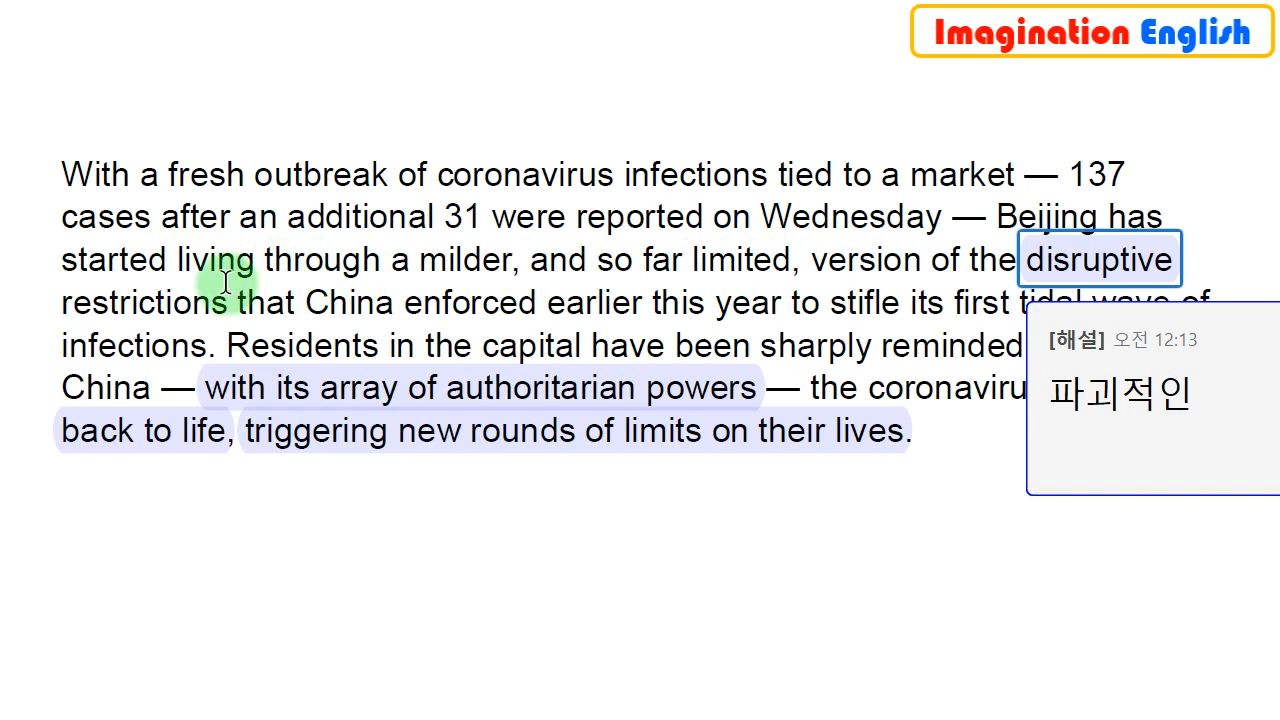 Imagination English
With a fresh outbreak of coronavirus infections tied to a market — 137
cases after an additional 31 were reported on Wednesday — Beijing has
started living through a milder, and so far limited, version of the disruptive
restrictions that China enforced earlier this year to stifle its first tidal wave of
infections. Residents in the capital have been sharply reminded
China — with its array of authoritarian powers — the
back to life, triggering new rounds of limits on their lives.
[해설] 오전 12:13
파괴적인